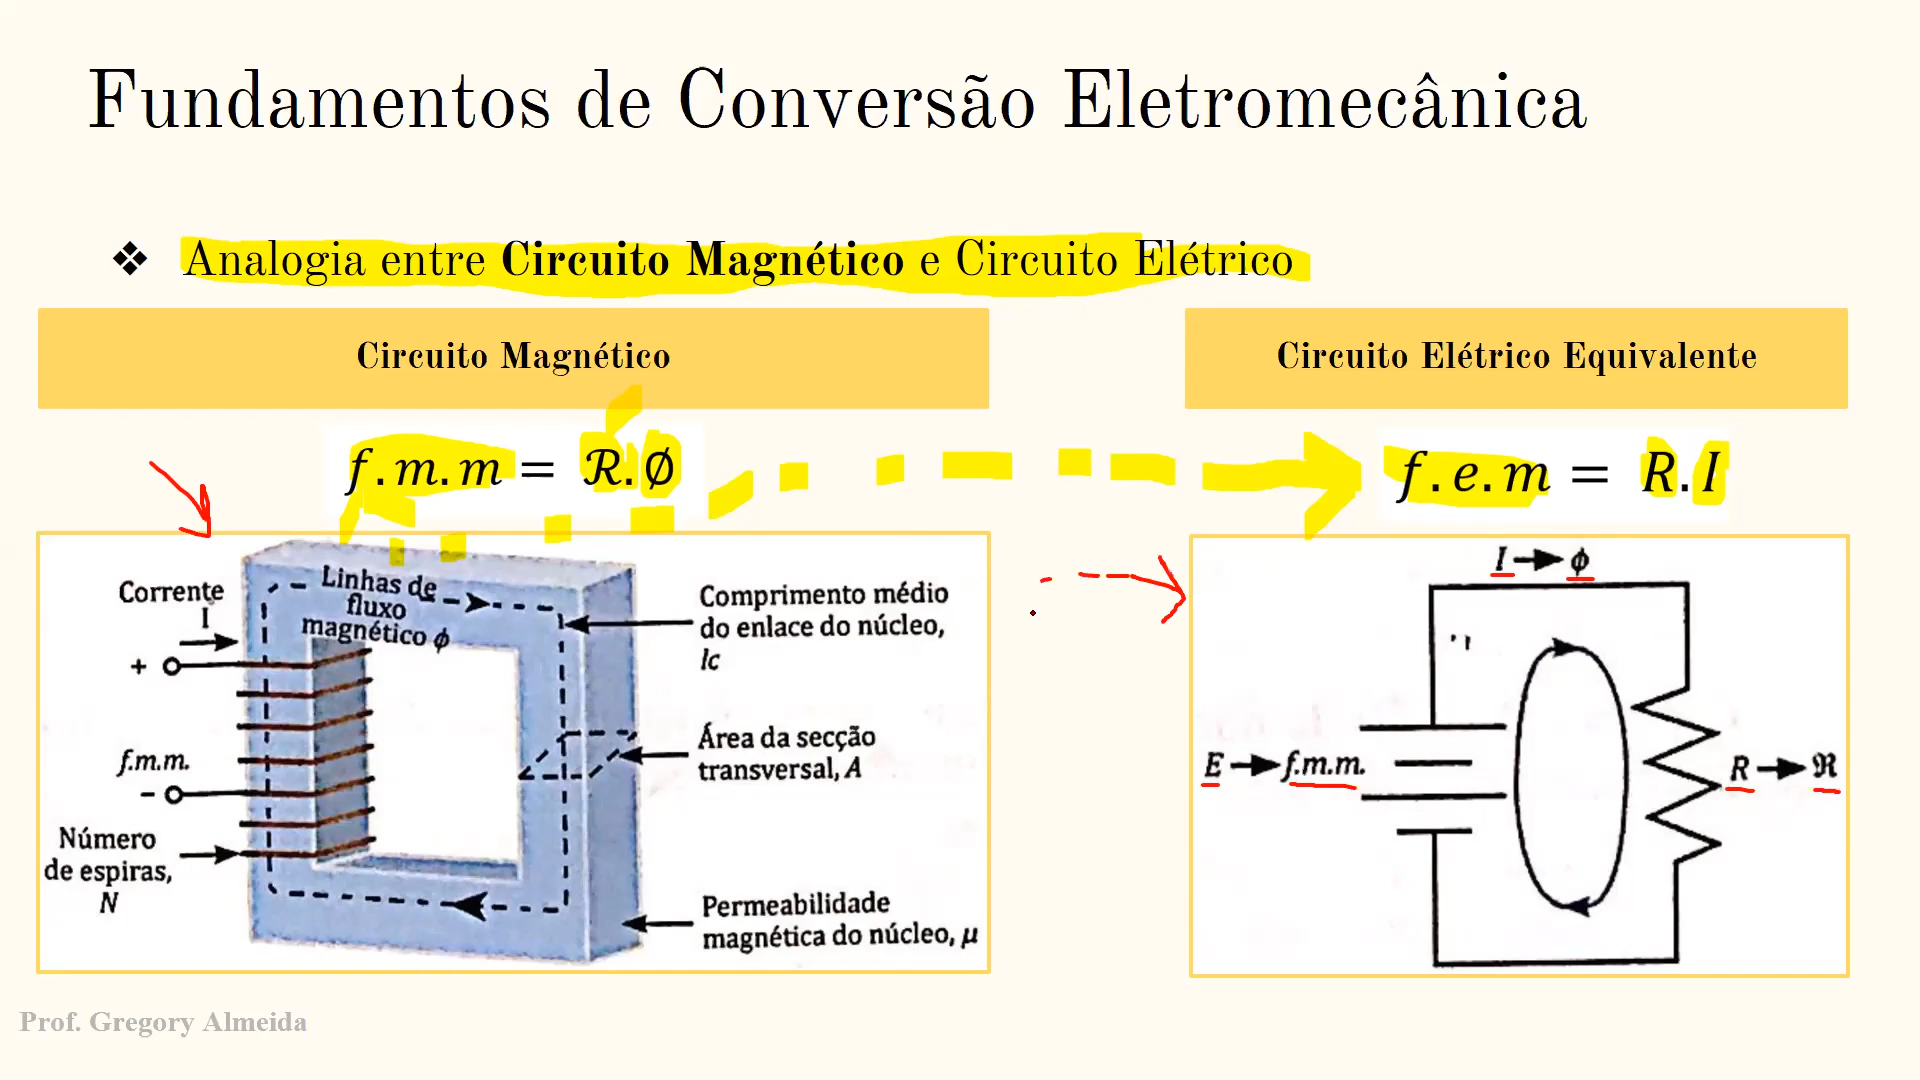 Fundamentos de Conversão Eletromecânica
❖ Analogia entre Circuito Magnético e Circuito Elétrico
Circuito Magnético
Circuito Elétrico Equivalente
f.m.m = ℛ.∅
f.e.m = R.I
Corrente
I
+
f.m.m.
−
Número
de espiras,
N
Linhas de
fluxo
magnético ϕ
Comprimento médio
do enlace do núcleo,
lc
Área da secção
transversal, A
Permeabilidade
magnética do núcleo, μ
I → ϕ
E → f.m.m.
R → ℜ
Prof. Gregory Almeida